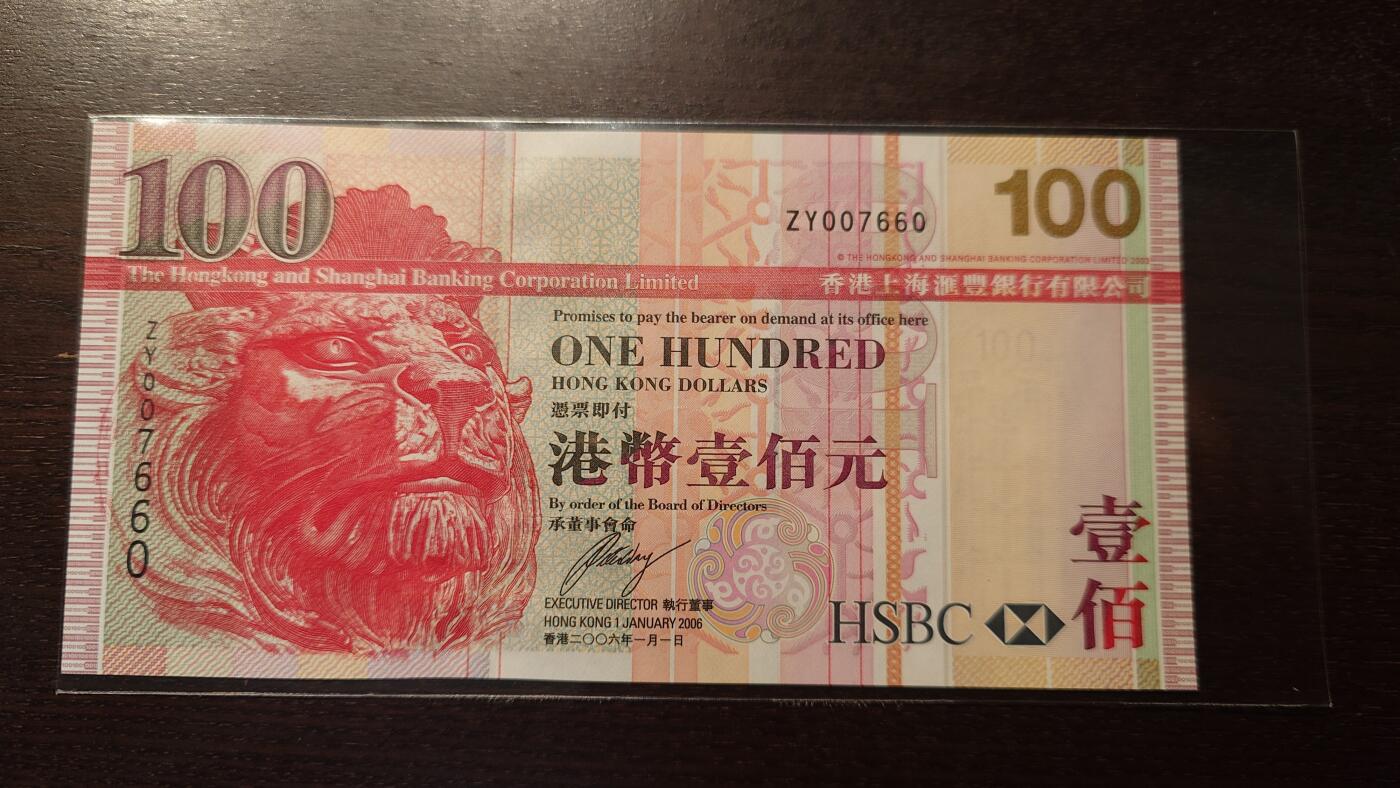 100
ZY007660
100
© THE HONGKONG AND SHANGHAI BANKING CORPORATION LIMITED 2003
The Hongkong and Shanghai Banking Corporation Limited
香港上海滙豐銀行有限公司
ZY007660
Promises to pay the bearer on demand at its office here
ONE HUNDRED
HONG KONG DOLLARS
憑票即付
港幣壹佰元
By order of the Board of Directors
承董事會命
EXECUTIVE DIRECTOR 執行董事
HONG KONG 1 JANUARY 2006
香港二〇〇六年一月一日
100
HSBC
壹佰